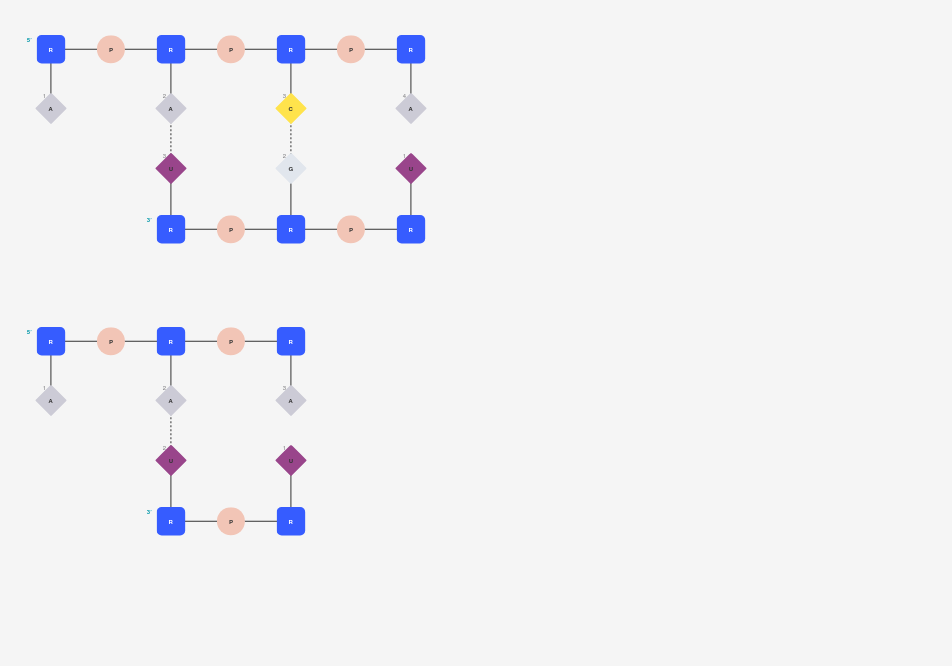 5'
R P R P R P R
1 2 3 4
A A C A
3 2 1
U G U
3'
R P R P R
5'
R P R P R
1 2 3
A A A
2 1
U U
3'
R P R